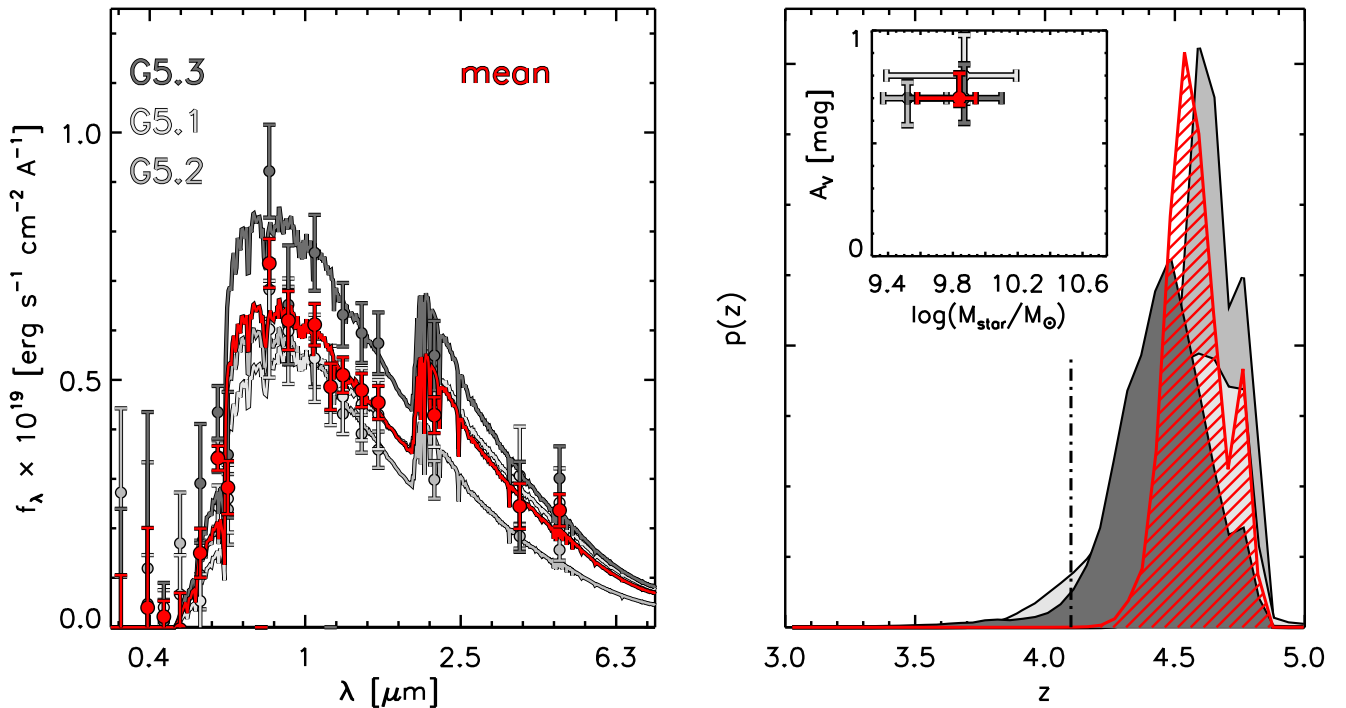 G5.3
G5.1
G5.2
mean
1.0
0.5
0.0
f_λ × 10^19 [erg s^−1 cm^−2 A^−1]
0.4 1 2.5 6.3
λ [μm]
p(z)
1
0
A_v [mag]
9.4 9.8 10.2 10.6
log(M_star/M_⊙)
3.0 3.5 4.0 4.5 5.0
z